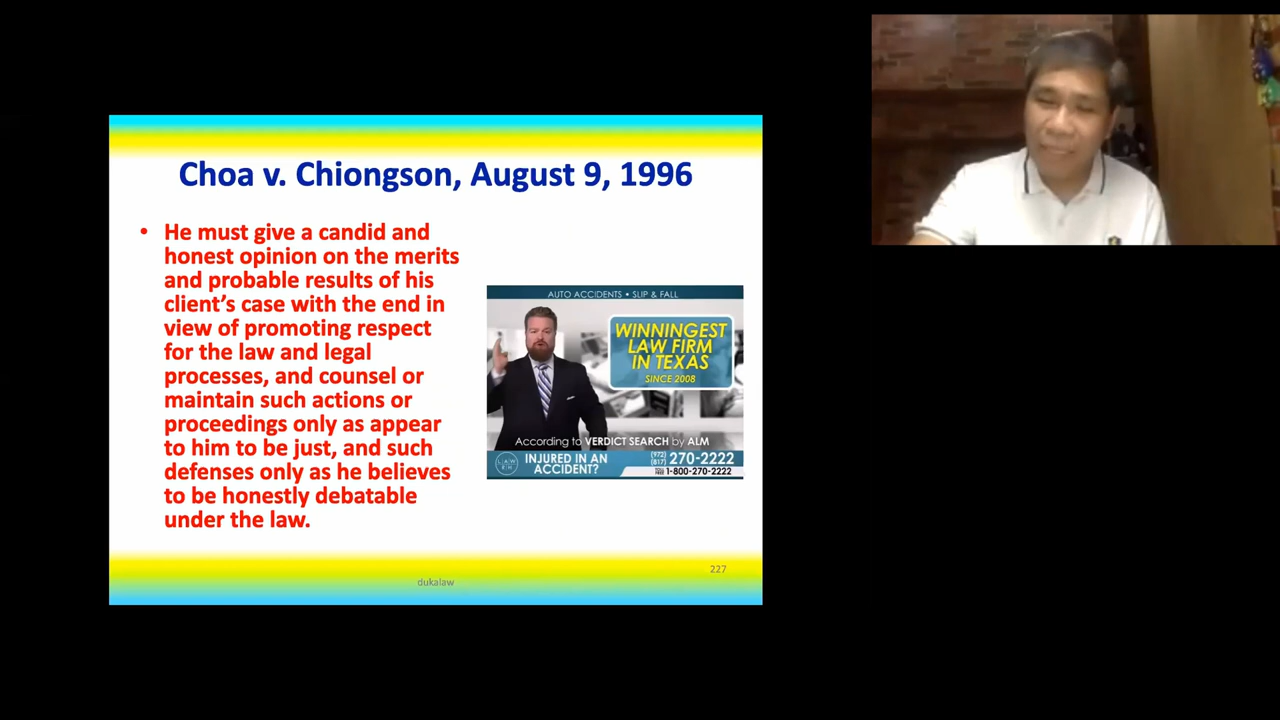 Choa v. Chiongson, August 9, 1996
• He must give a candid and
honest opinion on the merits
and probable results of his
client’s case with the end in
view of promoting respect
for the law and legal
processes, and counsel or
maintain such actions or
proceedings only as appear
to him to be just, and such
defenses only as he believes
to be honestly debatable
under the law.
AUTO ACCIDENTS • SLIP & FALL
WINNINGEST
LAW FIRM
IN TEXAS
SINCE 2008
According to VERDICT SEARCH by ALM
INJURED IN AN
ACCIDENT?
(972)
(817) 270-2222
1-800-270-2222
227
dukalaw